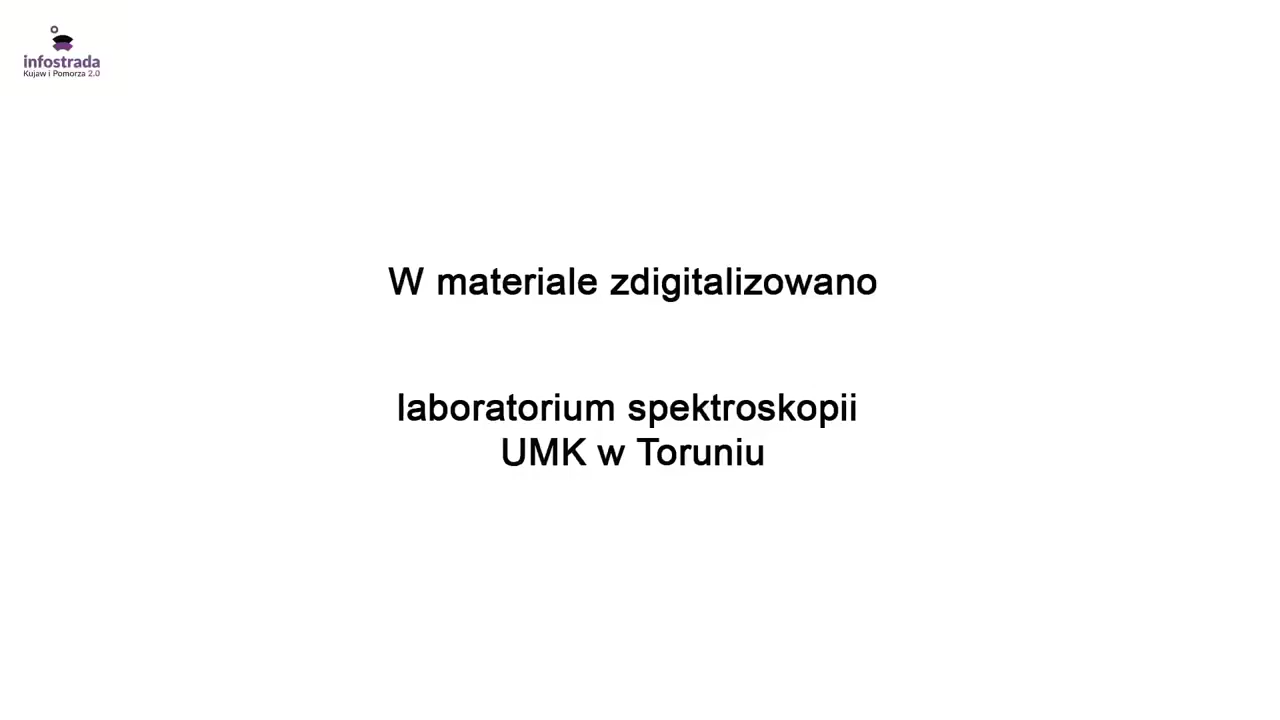 infostrada
Kujaw i Pomorza 2.0
W materiale zdigitalizowano
laboratorium spektroskopii
UMK w Toruniu